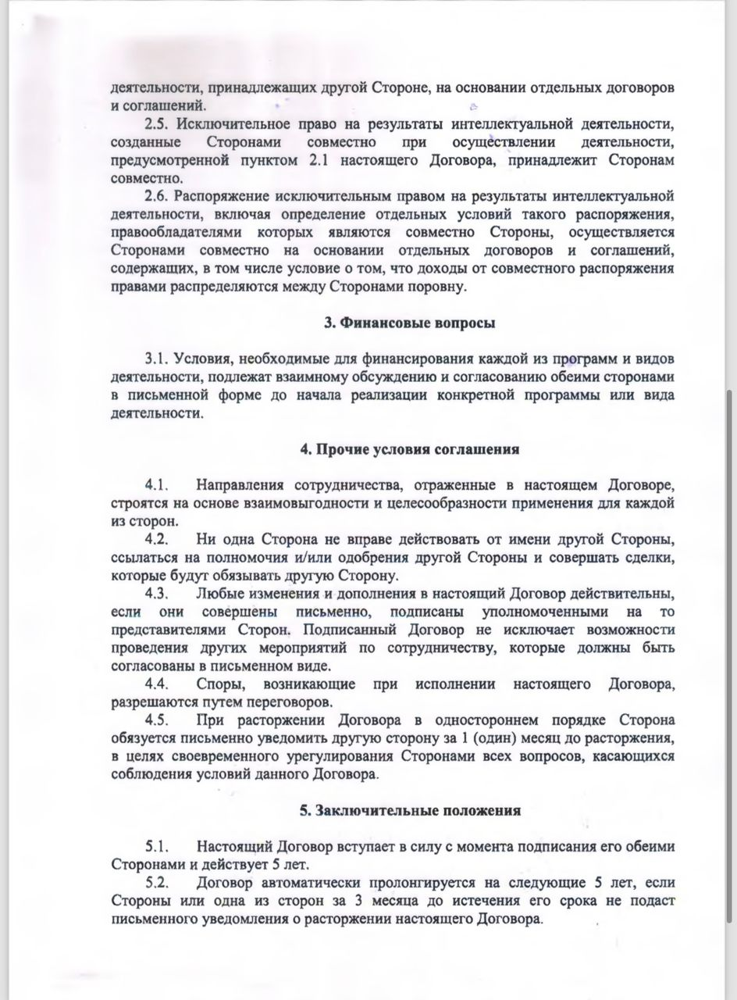 деятельности, принадлежащих другой Стороне, на основании отдельных договоров
и соглашений.
2.5. Исключительное право на результаты интеллектуальной деятельности,
созданные Сторонами совместно при осуществлении деятельности,
предусмотренной пунктом 2.1 настоящего Договора, принадлежит Сторонам
совместно.
2.6. Распоряжение исключительным правом на результаты интеллектуальной
деятельности, включая определение отдельных условий такого распоряжения,
правообладателями которых являются совместно Стороны, осуществляется
Сторонами совместно на основании отдельных договоров и соглашений,
содержащих, в том числе условие о том, что доходы от совместного распоряжения
правами распределяются между Сторонами поровну.
3. Финансовые вопросы
3.1. Условия, необходимые для финансирования каждой из программ и видов
деятельности, подлежат взаимному обсуждению и согласованию обеими сторонами
в письменной форме до начала реализации конкретной программы или вида
деятельности.
4. Прочие условия соглашения
4.1. Направления сотрудничества, отраженные в настоящем Договоре,
строятся на основе взаимовыгодности и целесообразности применения для каждой
из сторон.
4.2. Ни одна Сторона не вправе действовать от имени другой Стороны,
ссылаться на полномочия и/или одобрения другой Стороны и совершать сделки,
которые будут обязывать другую Сторону.
4.3. Любые изменения и дополнения в настоящий Договор действительны,
если они совершены письменно, подписаны уполномоченными на то
представителями Сторон. Подписанный Договор не исключает возможности
проведения других мероприятий по сотрудничеству, которые должны быть
согласованы в письменном виде.
4.4. Споры, возникающие при исполнении настоящего Договора,
разрешаются путем переговоров.
4.5. При расторжении Договора в одностороннем порядке Сторона
обязуется письменно уведомить другую сторону за 1 (один) месяц до расторжения,
в целях своевременного урегулирования Сторонами всех вопросов, касающихся
соблюдения условий данного Договора.
5. Заключительные положения
5.1. Настоящий Договор вступает в силу с момента подписания его обеими
Сторонами и действует 5 лет.
5.2. Договор автоматически пролонгируется на следующие 5 лет, если
Стороны или одна из сторон за 3 месяца до истечения его срока не подаст
письменного уведомления о расторжении настоящего Договора.